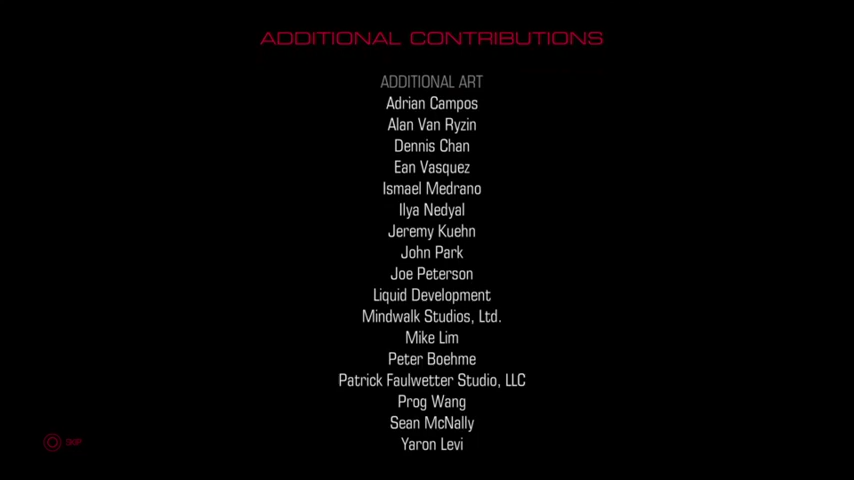 ADDITIONAL CONTRIBUTIONS
ADDITIONAL ART
Adrian Campos
Alan Van Ryzin
Dennis Chan
Ean Vasquez
Ismael Medrano
Ilya Nedyal
Jeremy Kuehn
John Park
Joe Peterson
Liquid Development
Mindwalk Studios, Ltd.
Mike Lim
Peter Boehme
Patrick Faulwetter Studio, LLC
Prog Wang
Sean McNally
Yaron Levi
SKIP